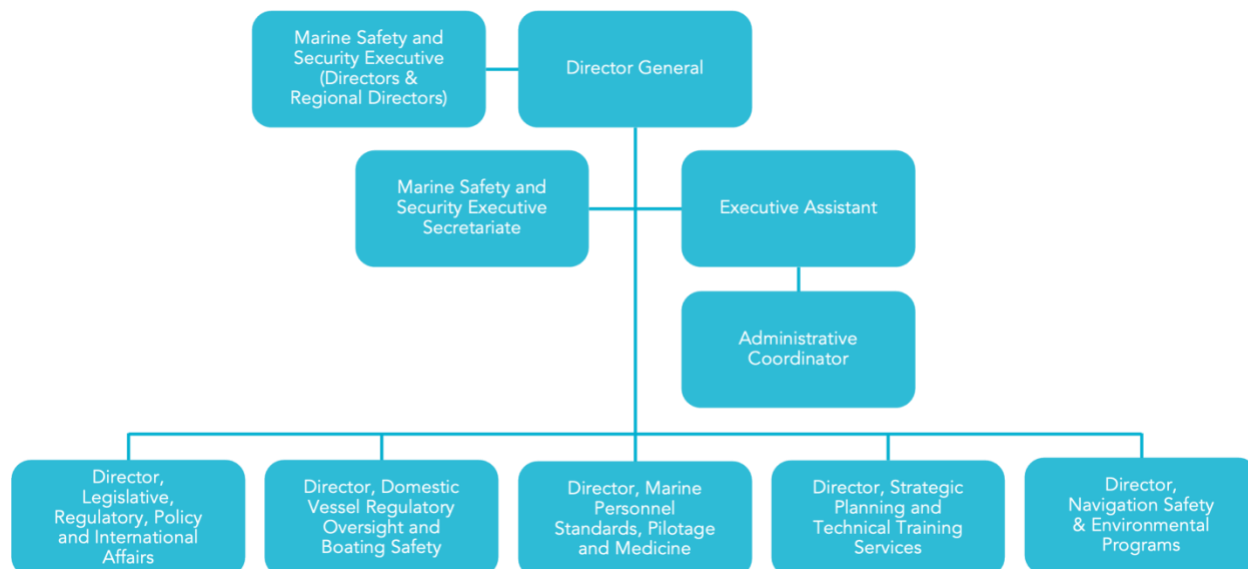 Marine Safety and
Security Executive
(Directors &
Regional Directors)
Director General
Marine Safety and
Security Executive
Secretariate
Executive Assistant
Administrative
Coordinator
Director,
Legislative,
Regulatory, Policy
and International
Affairs
Director, Domestic
Vessel Regulatory
Oversight and
Boating Safety
Director, Marine
Personnel
Standards, Pilotage
and Medicine
Director, Strategic
Planning and
Technical Training
Services
Director,
Navigation Safety
& Environmental
Programs